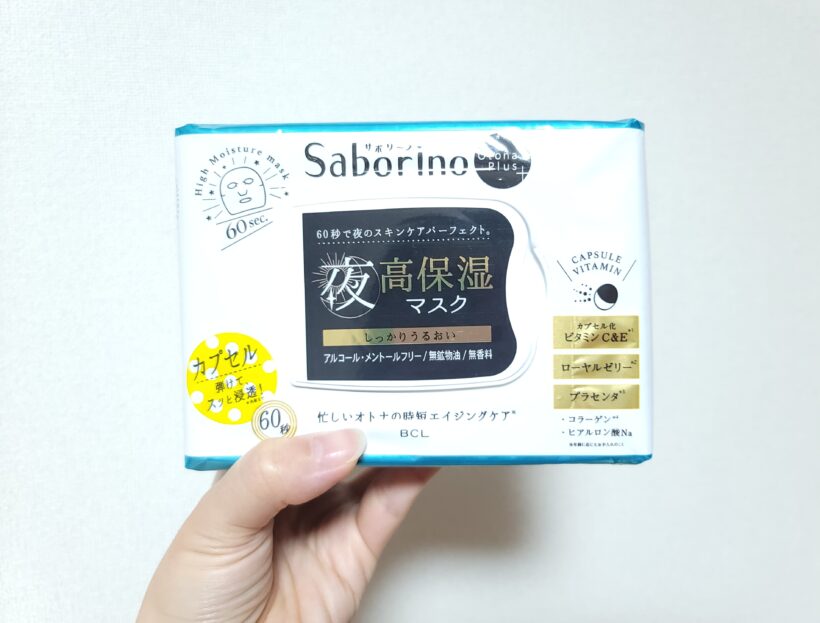 High Moisture mask
60 sec.
サボリーノ
Saborino
Otona
Plus
60秒で夜のスキンケアパーフェクト。
夜高保湿
マスク
しっかりうるおい
アルコール・メントールフリー/無鉱物油/無香料
カプセル
弾けて、
スッと浸透!
60秒
忙しいオトナの時短エイジングケア*
BCL
CAPSULE
VITAMIN
カプセル化
ビタミンC&E*1
ローヤルゼリー*2
プラセンタ*3
・コラーゲン*4
・ヒアルロン酸Na